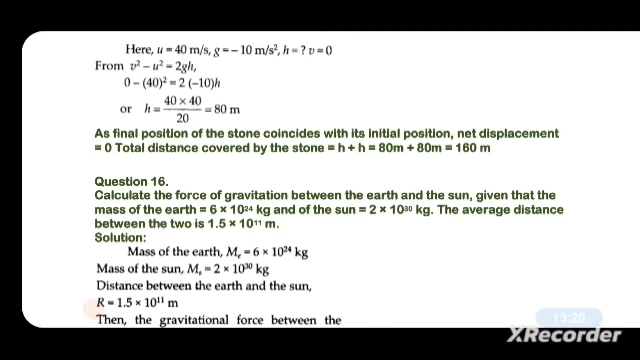 Here, u = 40 m/s, g = – 10 m/s², h = ? v = 0
From v² – u² = 2gh,
0 – (40)² = 2 (–10)h
or h = 40 × 40 / 20 = 80 m
As final position of the stone coincides with its initial position, net displacement
= 0 Total distance covered by the stone = h + h = 80m + 80m = 160 m
Question 16.
Calculate the force of gravitation between the earth and the sun, given that the
mass of the earth = 6 × 10²⁴ kg and of the sun = 2 × 10³⁰ kg. The average distance
between the two is 1.5 × 10¹¹ m.
Solution:
Mass of the earth, Mₑ = 6 × 10²⁴ kg
Mass of the sun, Mₛ = 2 × 10³⁰ kg
Distance between the earth and the sun,
R = 1.5 × 10¹¹ m
Then, the gravitational force between the
13:20
XRecorder